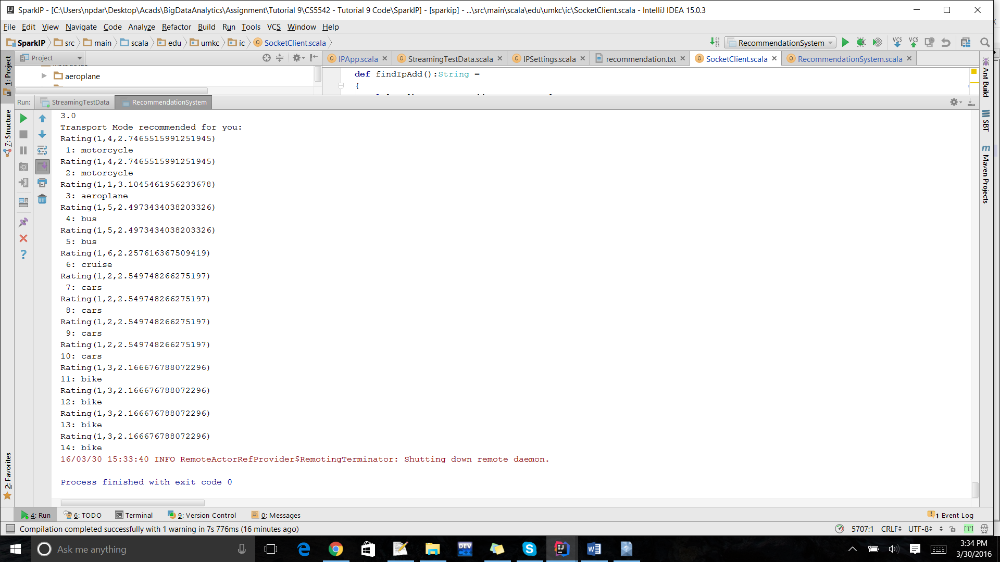 SparkIP - [C:\Users\npdar\Desktop\Acads\BigDataAnalytics\Assignment\Tutorial 9\CS5542 - Tutorial 9 Code\SparkIP] - [sparkip] - ...\src\main\scala\edu\umkc\ic\SocketClient.scala - IntelliJ IDEA 15.0.3
File Edit View Navigate Code Analyze Refactor Build Run Tools VCS Window Help
SparkIP src main scala edu umkc ic SocketClient.scala RecommendationSystem VCS VCS
Project IPApp.scala StreamingTestData.scala IPSettings.scala recommendation.txt SocketClient.scala RecommendationSystem.scala
aeroplane
def findIpAdd():String =
{
Run: StreamingTestData RecommendationSystem
3.0
Transport Mode recommended for you:
Rating(1,4,2.7465515991251945)
1: motorcycle
Rating(1,4,2.7465515991251945)
2: motorcycle
Rating(1,1,3.1045461956233678)
3: aeroplane
Rating(1,5,2.4973434038203326)
4: bus
Rating(1,5,2.4973434038203326)
5: bus
Rating(1,6,2.257616367509419)
6: cruise
Rating(1,2,2.549748266275197)
7: cars
Rating(1,2,2.549748266275197)
8: cars
Rating(1,2,2.549748266275197)
9: cars
Rating(1,2,2.549748266275197)
10: cars
Rating(1,3,2.166676788072296)
11: bike
Rating(1,3,2.166676788072296)
12: bike
Rating(1,3,2.166676788072296)
13: bike
Rating(1,3,2.166676788072296)
14: bike
16/03/30 15:33:40 INFO RemoteActorRefProvider$RemotingTerminator: Shutting down remote daemon.
Process finished with exit code 0
1: Project
7: Structure
2: Favorites
Ant Build
SBT
m Maven Projects
4: Run 6: TODO Terminal 9: Version Control 0: Messages 1 Event Log
Compilation completed successfully with 1 warning in 7s 776ms (16 minutes ago) 5707:1 CRLF UTF-8 [T]
Ask me anything DEV 3:34 PM
3/30/2016